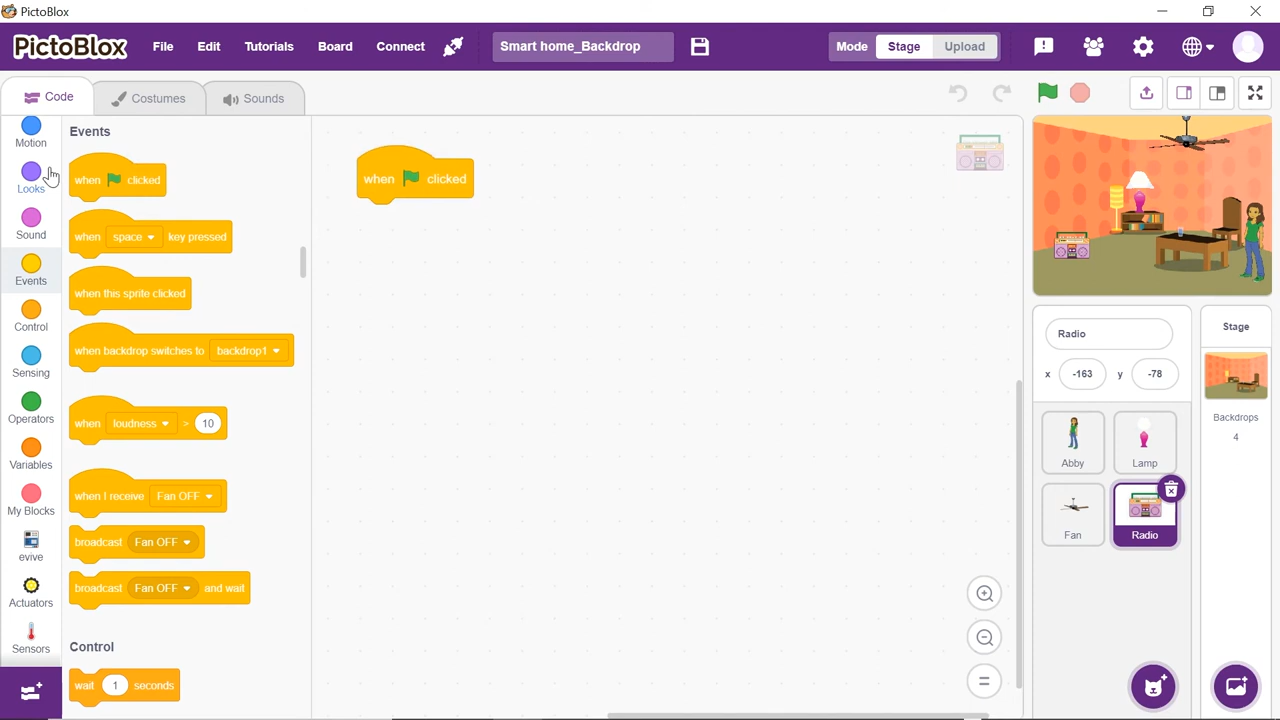 PictoBlox
PictoBlox File Edit Tutorials Board Connect Smart home_Backdrop Mode Stage Upload
Code Costumes Sounds
Motion
Looks
Sound
Events
Control
Sensing
Operators
Variables
My Blocks
evive
Actuators
Sensors
Events
when clicked
when space key pressed
when this sprite clicked
when backdrop switches to backdrop1
when loudness > 10
when I receive Fan OFF
broadcast Fan OFF
broadcast Fan OFF and wait
Control
wait 1 seconds
when clicked
Radio
x -163 y -78
Abby Lamp
Fan Radio
Stage
Backdrops
4